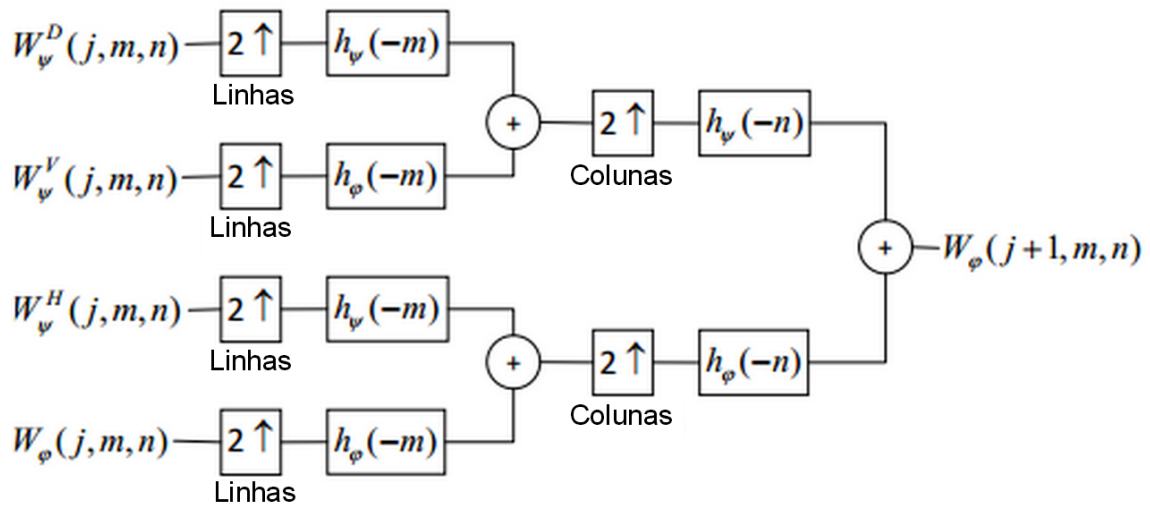 W_ψ^D(j,m,n) 2↑ h_ψ(−m)
Linhas
+ 2↑ h_ψ(−n)
Colunas
W_ψ^V(j,m,n) 2↑ h_φ(−m)
Linhas
+ W_φ(j+1,m,n)
W_ψ^H(j,m,n) 2↑ h_ψ(−m)
Linhas
+ 2↑ h_φ(−n)
Colunas
W_φ(j,m,n) 2↑ h_φ(−m)
Linhas